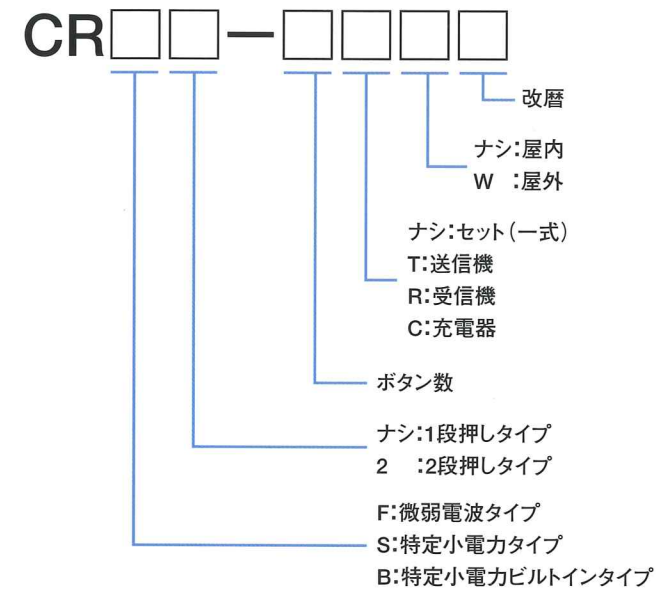 CR□□－□□□□
改暦
ナシ：屋内
W ：屋外
ナシ：セット（一式）
T：送信機
R：受信機
C：充電器
ボタン数
ナシ：1段押しタイプ
2 ：2段押しタイプ
F：微弱電波タイプ
S：特定小電力タイプ
B：特定小電力ビルトインタイプ